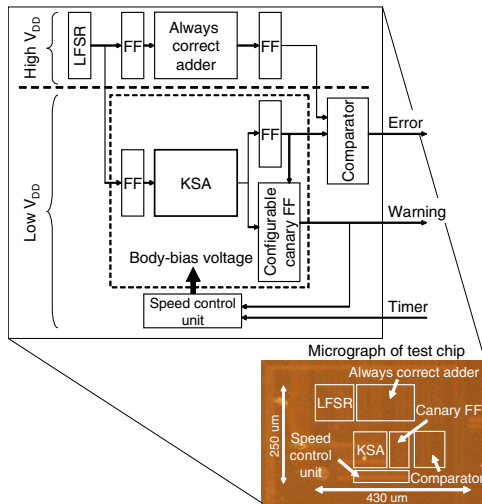 High VDD
LFSR
FF
Always
correct
adder
FF
Low VDD
FF
KSA
FF
Configurable
canary FF
Comparator
Error
Warning
Body-bias voltage
Speed control
unit
Timer
Micrograph of test chip
Always correct adder
LFSR
Canary FF
250 um
Speed
control
unit
KSA
Comparator
430 um